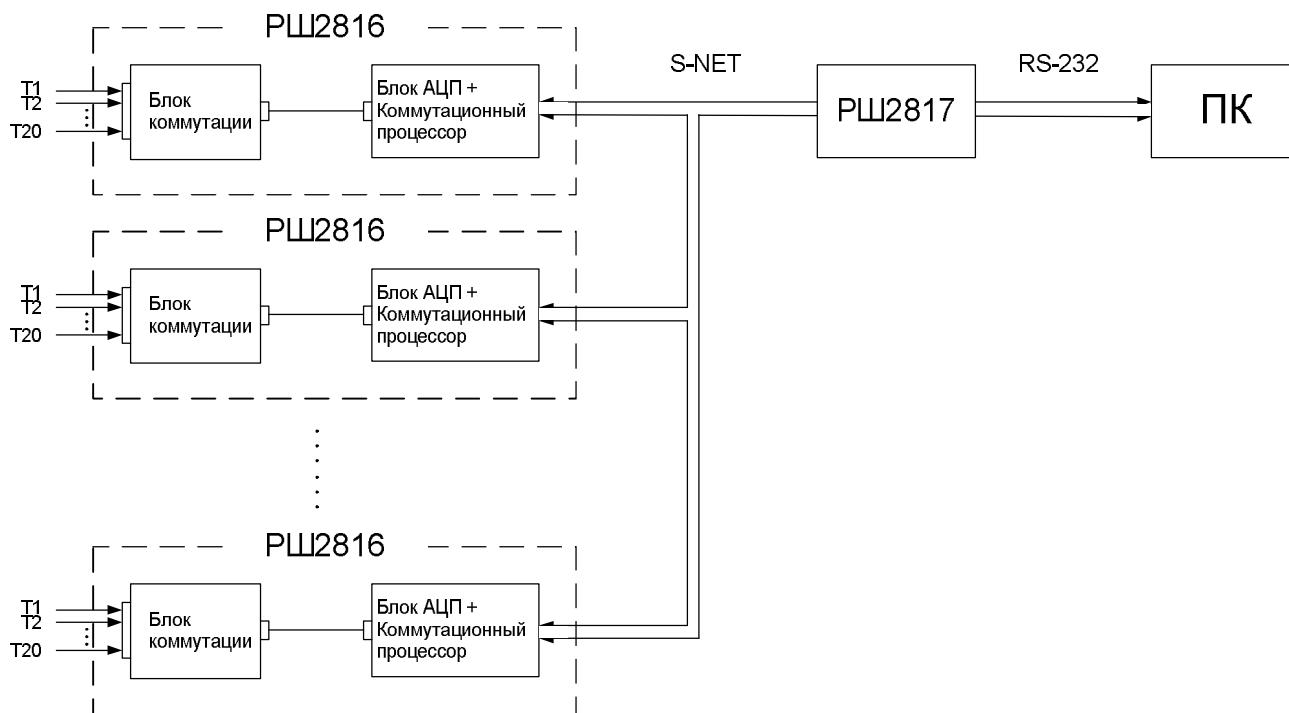 РШ2816
T1
T2
T20
Блок
коммутации
Блок АЦП +
Коммутационный
процессор
S-NET
РШ2817
RS-232
ПК
РШ2816
T1
T2
T20
Блок
коммутации
Блок АЦП +
Коммутационный
процессор
РШ2816
T1
T2
T20
Блок
коммутации
Блок АЦП +
Коммутационный
процессор